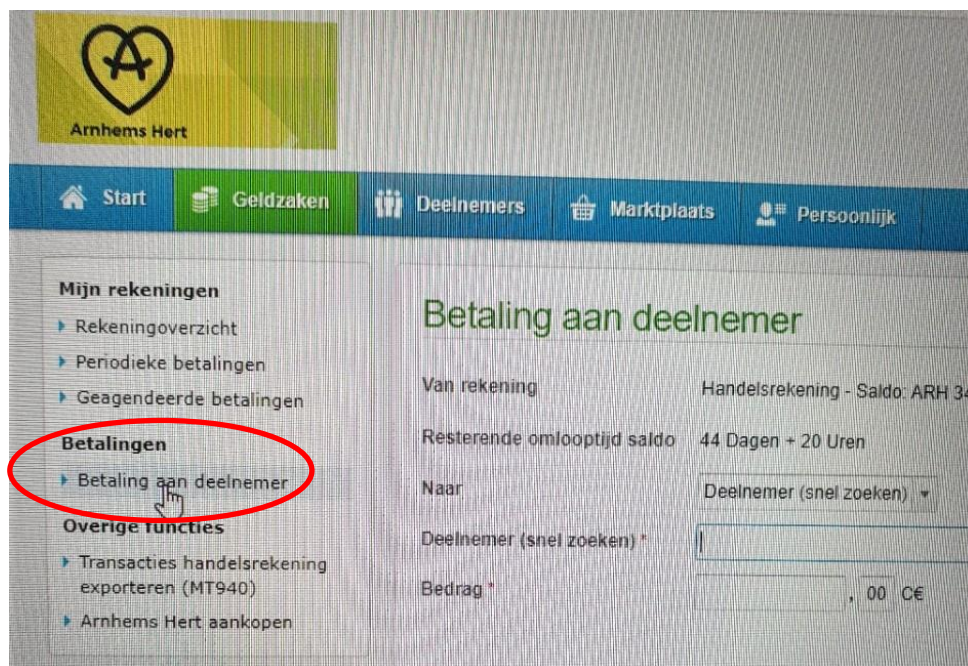 A
Arnhems Hert
Start
Geldzaken
Deelnemers
Marktplaats
Persoonlijk
Mijn rekeningen
Rekeningoverzicht
Periodieke betalingen
Geagendeerde betalingen
Betalingen
Betaling aan deelnemer
Overige functies
Transacties handelsrekening
exporteren (MT940)
Arnhems Hert aankopen
Betaling aan deelnemer
Van rekening Handelsrekening - Saldo: ARH 34
Resterende omlooptijd saldo 44 Dagen + 20 Uren
Naar Deelnemer (snel zoeken)
Deelnemer (snel zoeken) *
Bedrag * , 00 C€